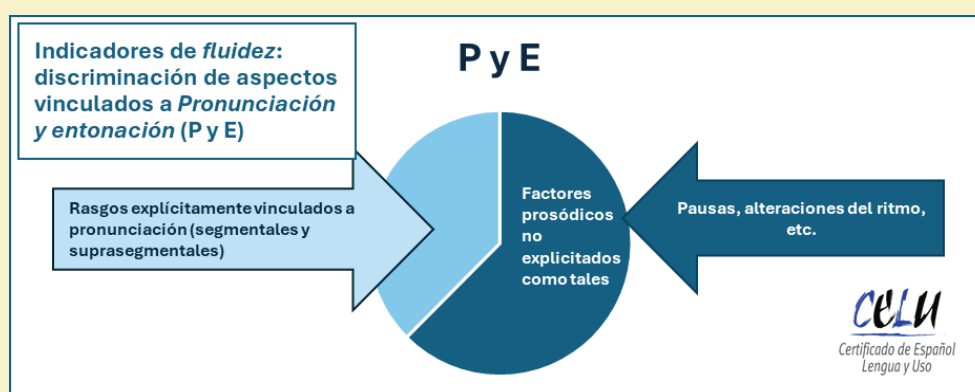 Indicadores de fluidez:
discriminación de aspectos
vinculados a Pronunciación
y entonación (P y E)
P y E
Rasgos explícitamente vinculados a
pronunciación (segmentales y
suprasegmentales)
Factores
prosódicos
no
explicitados
como tales
Pausas, alteraciones del ritmo,
etc.
CELU
Certificado de Español
Lengua y Uso